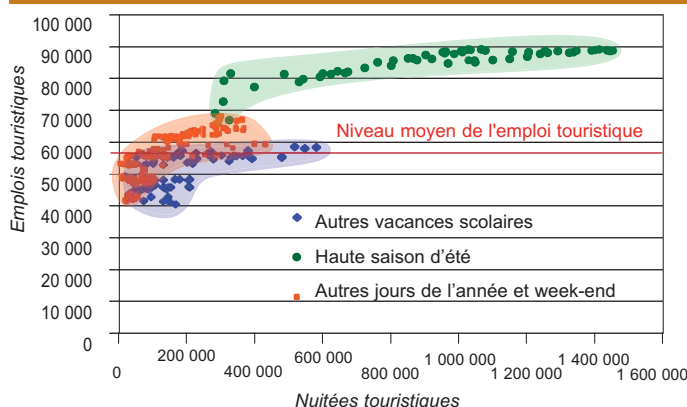 100 000
90 000
80 000
70 000
60 000
50 000
40 000
30 000
20 000
10 000
0
Emplois touristiques
Niveau moyen de l'emploi touristique
Autres vacances scolaires
Haute saison d'été
Autres jours de l'année et week-end
0
200 000
400 000
600 000
800 000
1 000 000
1 200 000
1 400 000
1 600 000
Nuitées touristiques